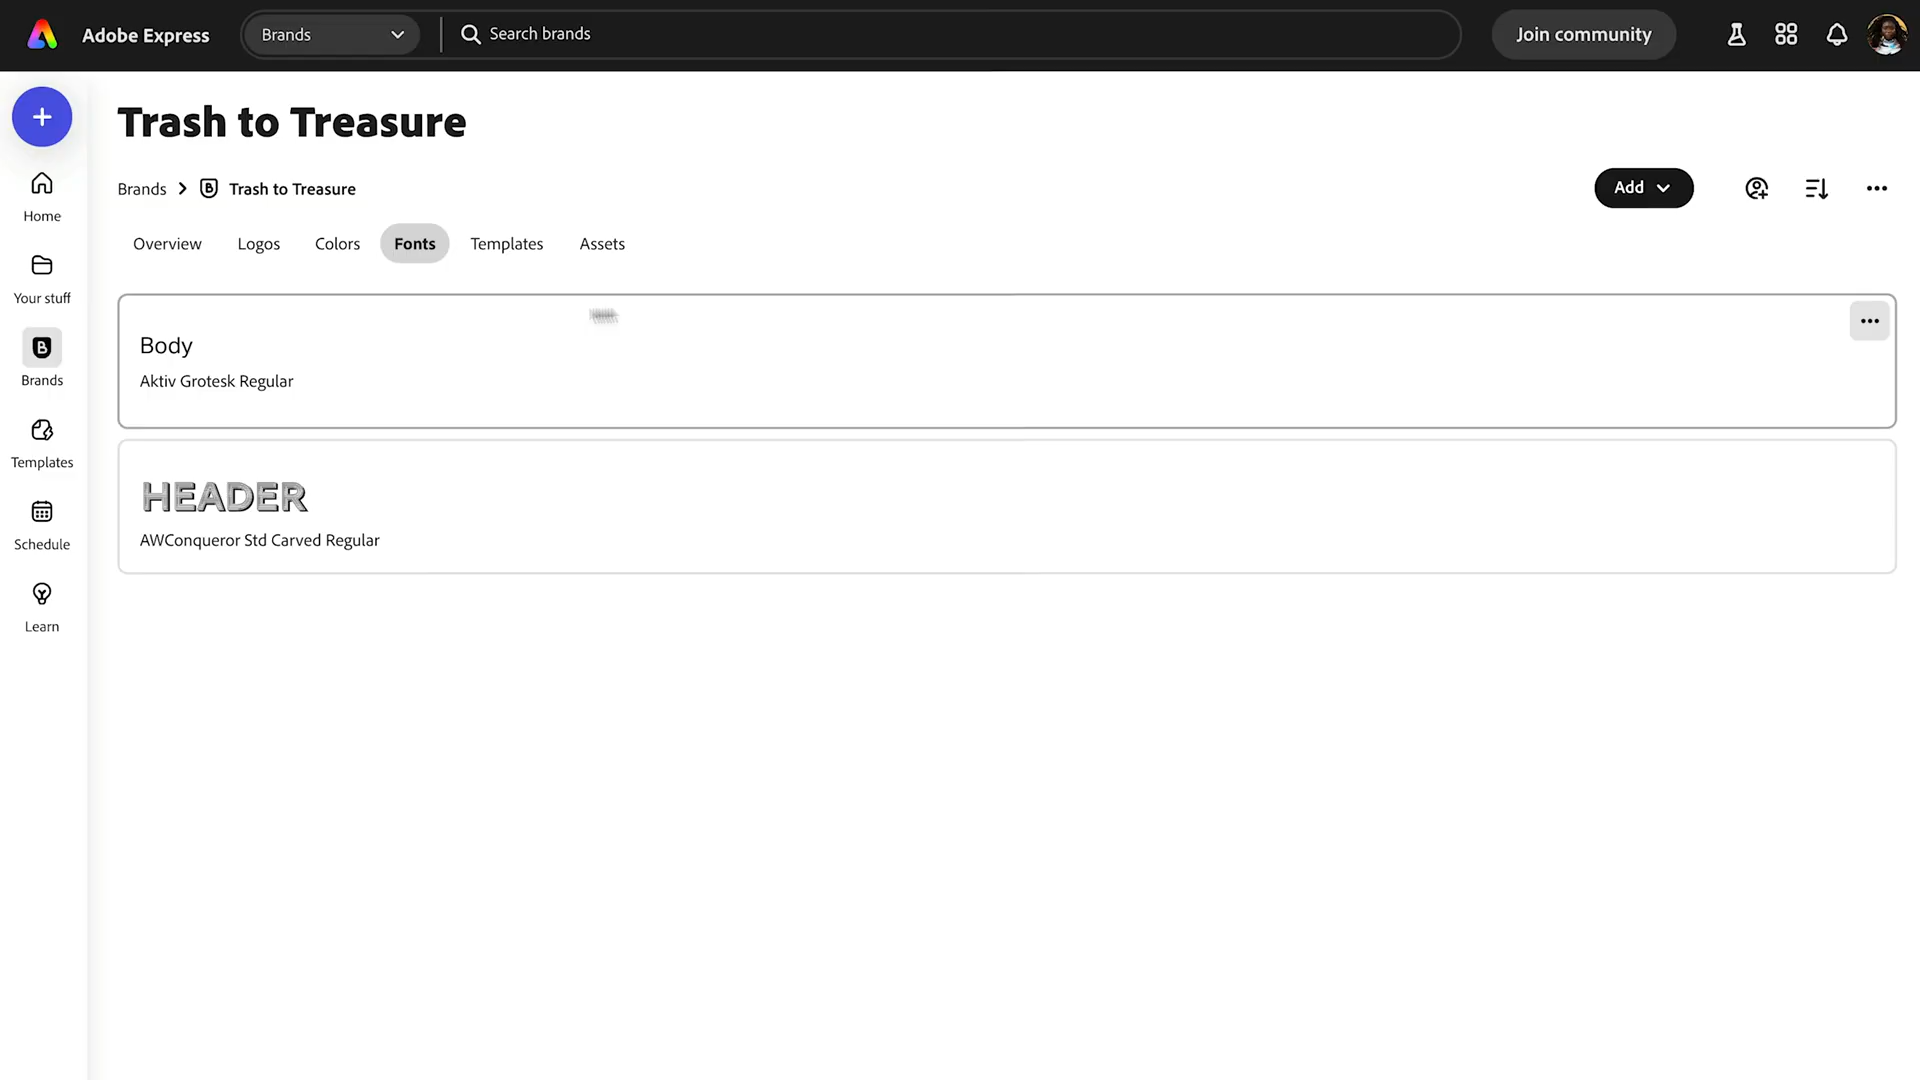 Adobe Express
Brands
Search brands
Join community
Trash to Treasure
Brands
Trash to Treasure
Add
Overview
Logos
Colors
Fonts
Templates
Assets
Body
Aktiv Grotesk Regular
HEADER
AWConqueror Std Carved Regular
Home
Your stuff
Brands
Templates
Schedule
Learn